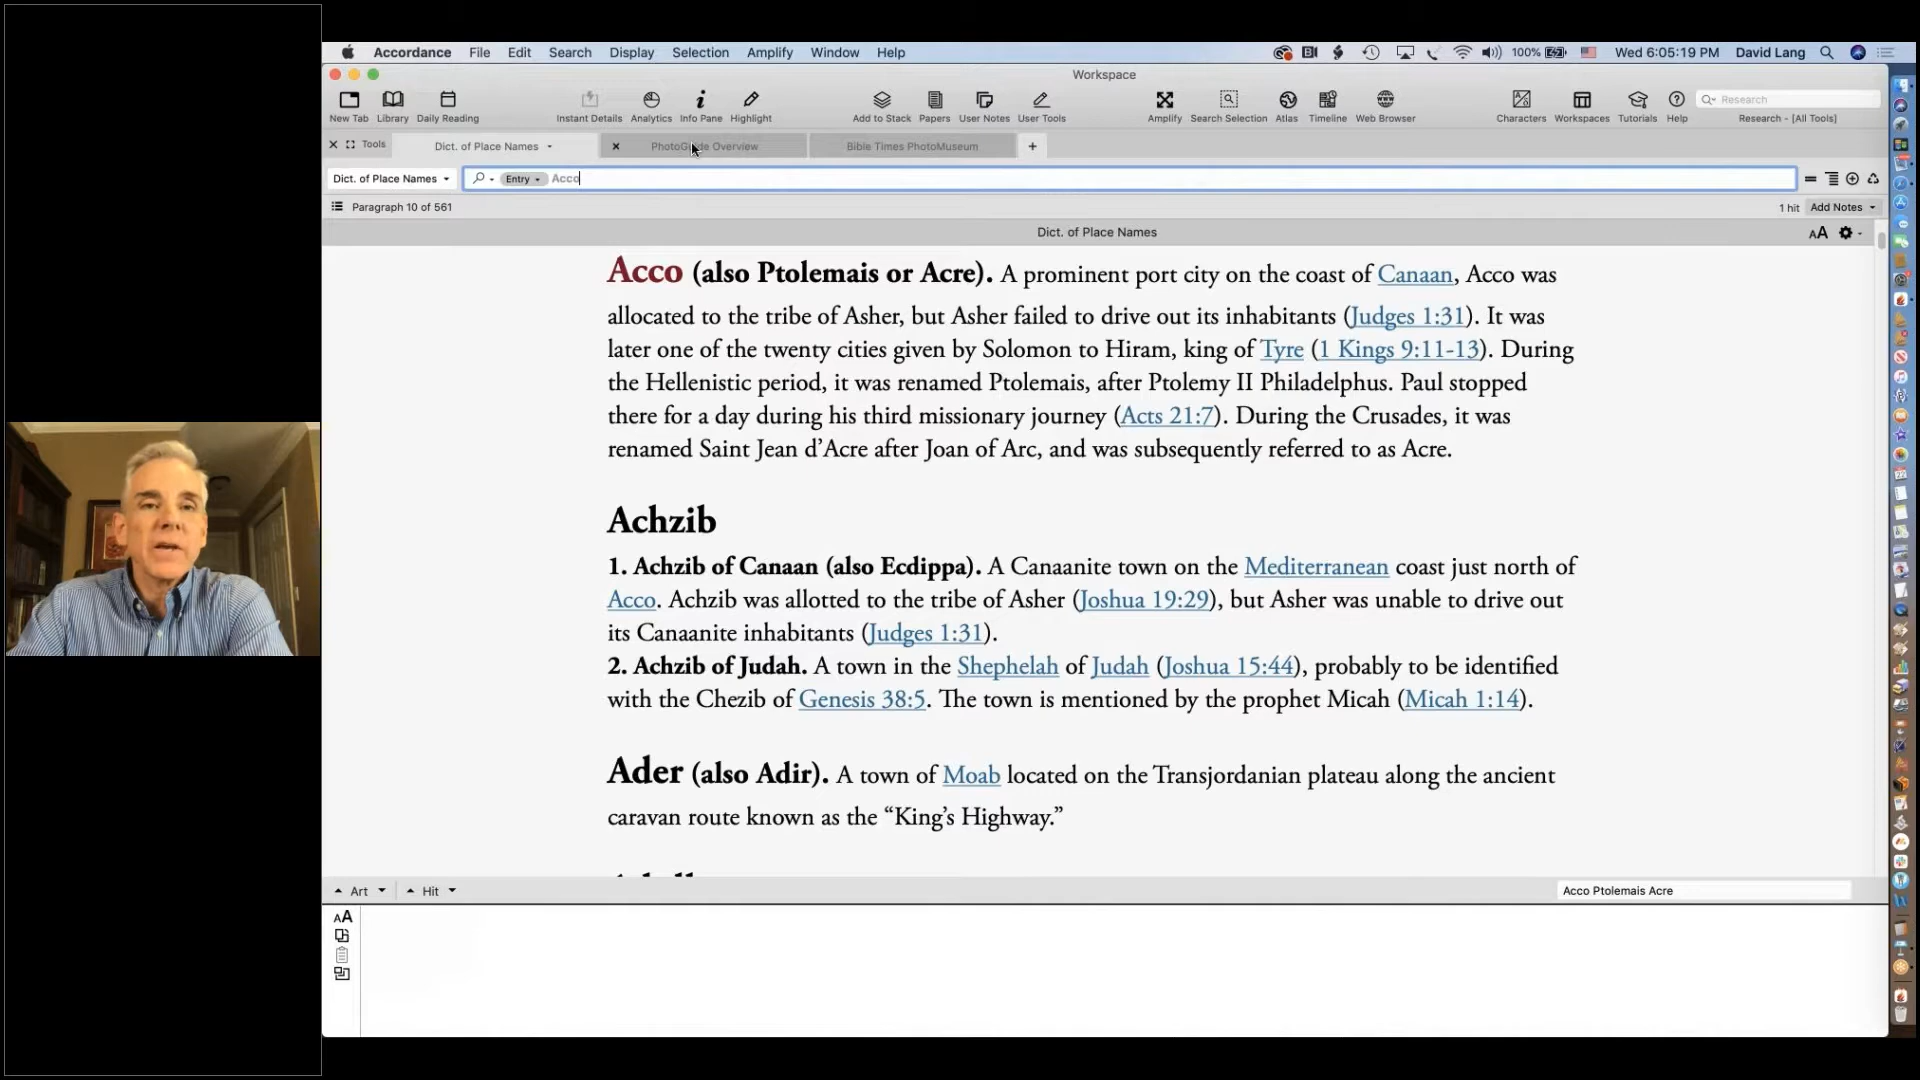 Accordance File Edit Search Display Selection Amplify Window Help 100% Wed 6:05:19 PM David Lang
Workspace
New Tab Library Daily Reading Instant Details Analytics Info Pane Highlight Add to Stack Papers User Notes User Tools Amplify Search Selection Atlas Timeline Web Browser Characters Workspaces Tutorials Help Research
Research - [All Tools]
Tools Dict. of Place Names PhotoGuide Overview Bible Times PhotoMuseum
Dict. of Place Names Entry Acco
Paragraph 10 of 561 1 hit Add Notes
Dict. of Place Names AA
Acco (also Ptolemais or Acre). A prominent port city on the coast of Canaan, Acco was
allocated to the tribe of Asher, but Asher failed to drive out its inhabitants (Judges 1:31). It was
later one of the twenty cities given by Solomon to Hiram, king of Tyre (1 Kings 9:11-13). During
the Hellenistic period, it was renamed Ptolemais, after Ptolemy II Philadelphus. Paul stopped
there for a day during his third missionary journey (Acts 21:7). During the Crusades, it was
renamed Saint Jean d’Acre after Joan of Arc, and was subsequently referred to as Acre.
Achzib
1. Achzib of Canaan (also Ecdippa). A Canaanite town on the Mediterranean coast just north of
Acco. Achzib was allotted to the tribe of Asher (Joshua 19:29), but Asher was unable to drive out
its Canaanite inhabitants (Judges 1:31).
2. Achzib of Judah. A town in the Shephelah of Judah (Joshua 15:44), probably to be identified
with the Chezib of Genesis 38:5. The town is mentioned by the prophet Micah (Micah 1:14).
Ader (also Adir). A town of Moab located on the Transjordanian plateau along the ancient
caravan route known as the “King’s Highway.”
Art Hit Acco Ptolemais Acre
AA